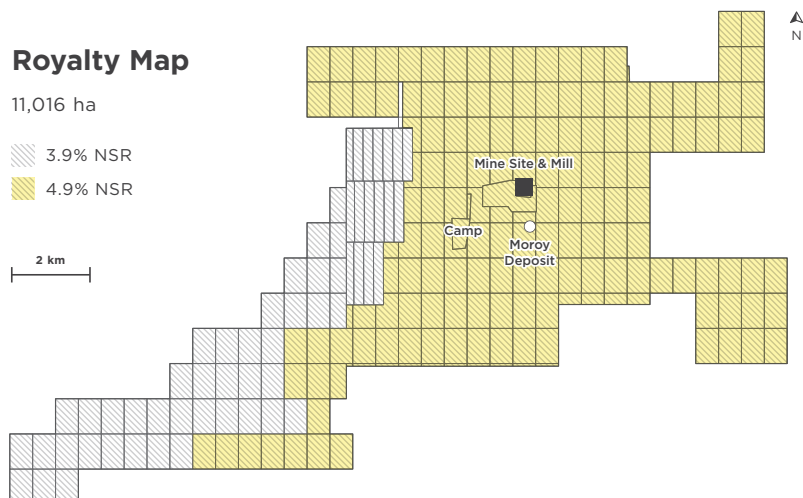 Royalty Map
11,016 ha
3.9% NSR
4.9% NSR
2 km
N
Mine Site & Mill
Camp
Moroy
Deposit